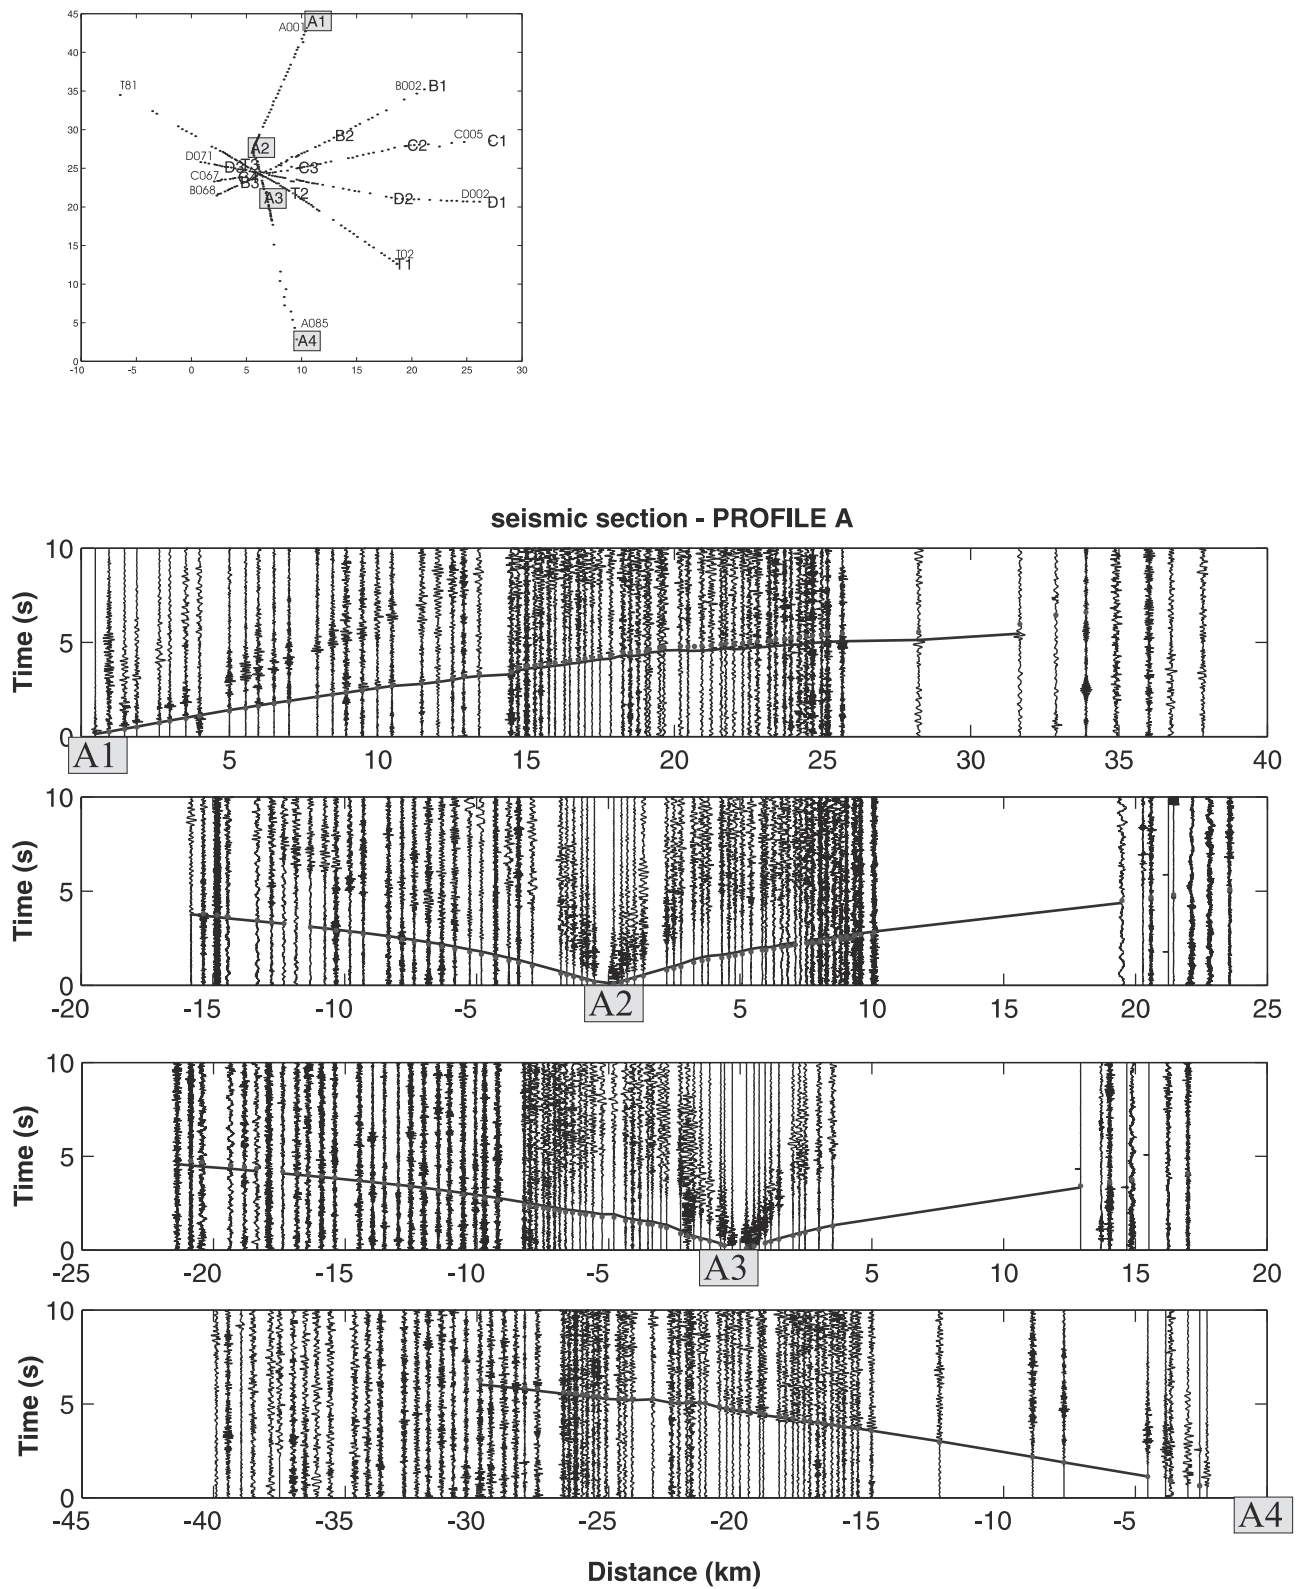 45
40
35
30
25
20
15
10
5
0
-10 -5 0 5 10 15 20 25 30
A001 A1
T81
B002 B1
B2
C005 C1
C2
A2
D071
D3 T3
C3
C067
B3
B068
A3 T2
D2
D002 D1
T02
T1
A085
A4
seismic section - PROFILE A
Time (s)
10
5
0
A1 5 10 15 20 25 30 35 40
Time (s)
10
5
0
-20 -15 -10 -5 A2 5 10 15 20 25
Time (s)
10
5
0
-25 -20 -15 -10 -5 A3 5 10 15 20
Time (s)
10
5
0
-45 -40 -35 -30 -25 -20 -15 -10 -5 A4
Distance (km)